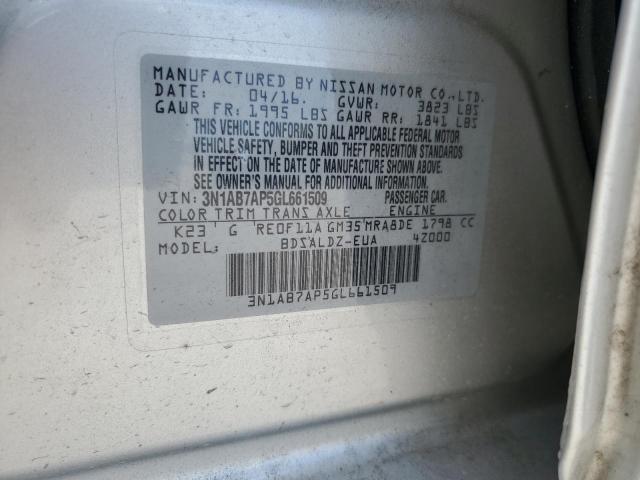 MANUFACTURED BY NISSAN MOTOR CO.,LTD.
DATE: 04/16. GVWR: 3823 LBS
GAWR FR: 1995 LBS GAWR RR: 1841 LBS
THIS VEHICLE CONFORMS TO ALL APPLICABLE FEDERAL MOTOR
VEHICLE SAFETY, BUMPER AND THEFT PREVENTION STANDARDS
IN EFFECT ON THE DATE OF MANUFACTURE SHOWN ABOVE.
SEE OWNER'S MANUAL FOR ADDITIONAL INFORMATION.
VIN: 3N1AB7AP5GL661509 PASSENGER CAR.
COLOR TRIM TRANS AXLE ENGINE
K23 G RE0F11A GM35 MRA8DE 1798 CC
MODEL: BDSALDZ-EUA 4Z000
3N1AB7AP5GL661509